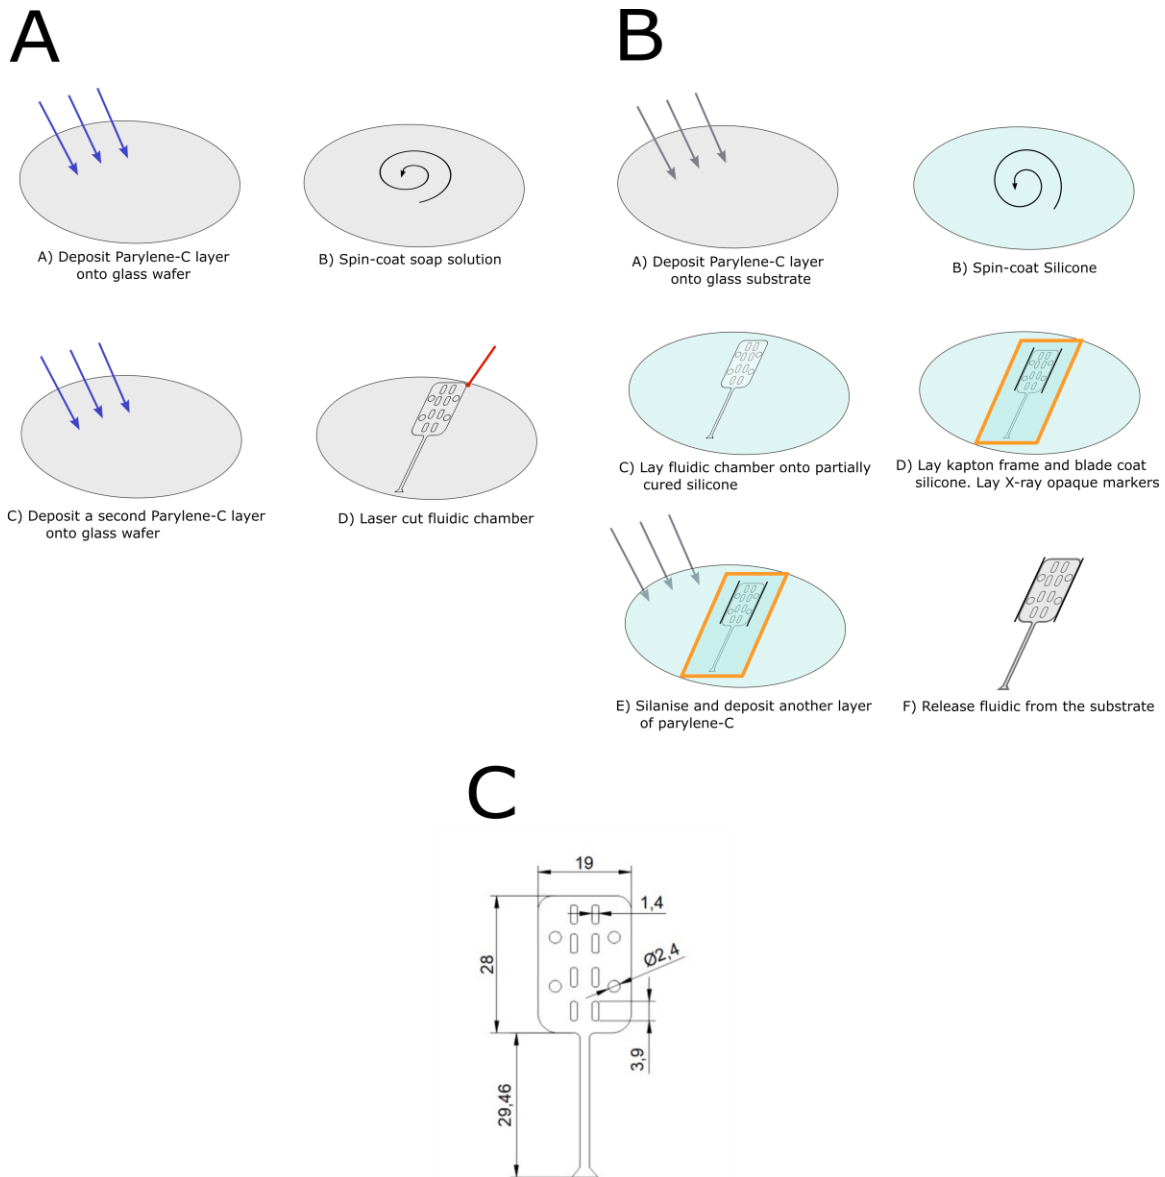 A
B
A) Deposit Parylene-C layer
onto glass wafer
B) Spin-coat soap solution
C) Deposit a second Parylene-C layer
onto glass wafer
D) Laser cut fluidic chamber
A) Deposit Parylene-C layer
onto glass substrate
B) Spin-coat Silicone
C) Lay fluidic chamber onto partially
cured silicone
D) Lay kapton frame and blade coat
silicone. Lay X-ray opaque markers
E) Silanise and deposit another layer
of parylene-C
F) Release fluidic from the substrate
C
19
1,4
28
Ø2,4
3,9
29,46